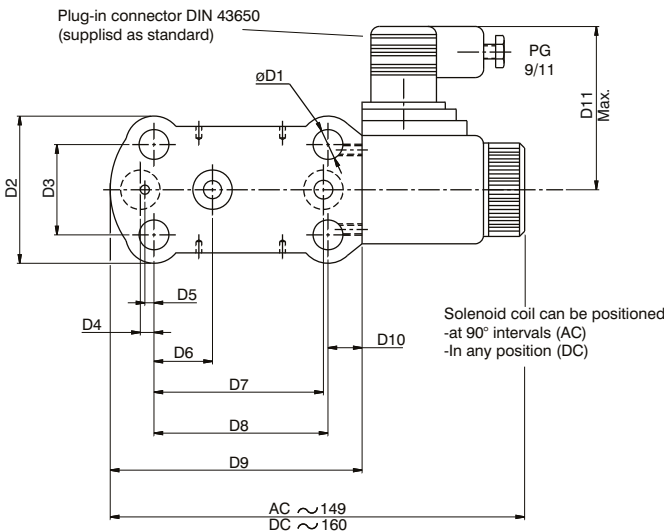 Plug-in connector DIN 43650
(supplisd as standard)
PG
9/11
øD1
D11
Max.
D2
D3
D5
D4
D6
D10
Solenoid coil can be positioned
-at 90° intervals (AC)
-In any position (DC)
D7
D8
D9
AC ~149
DC ~160